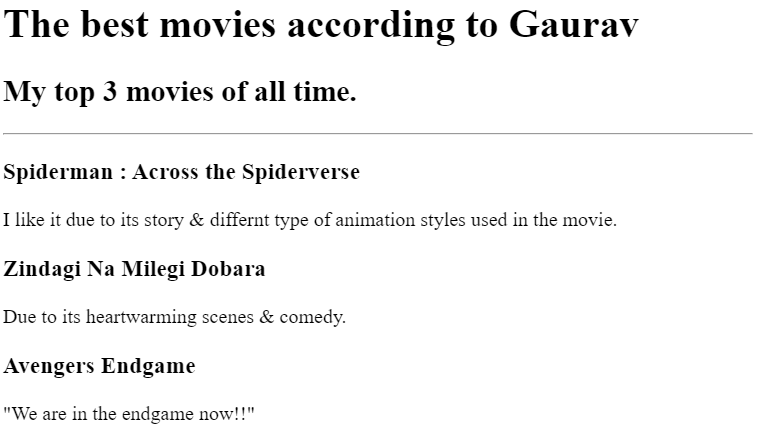 The best movies according to Gaurav
My top 3 movies of all time.
Spiderman : Across the Spiderverse
I like it due to its story & differnt type of animation styles used in the movie.
Zindagi Na Milegi Dobara
Due to its heartwarming scenes & comedy.
Avengers Endgame
"We are in the endgame now!!"